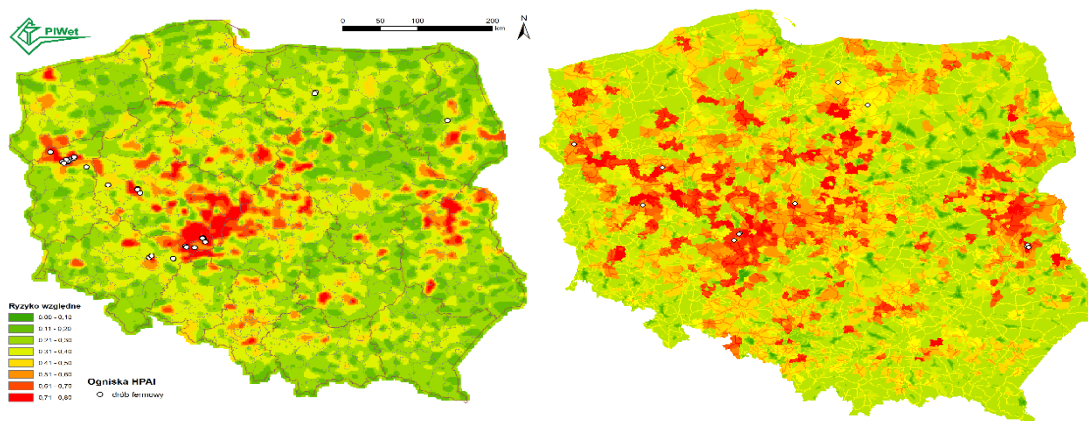 PIWet
0 50 100 200
km
N
Ryzyko względne
0,00 - 0,10
0,11 - 0,20
0,21 - 0,30
0,31 - 0,40
0,41 - 0,50
0,51 - 0,60
0,61 - 0,70
0,71 - 0,80
Ogniska HPAI
drób fermowy